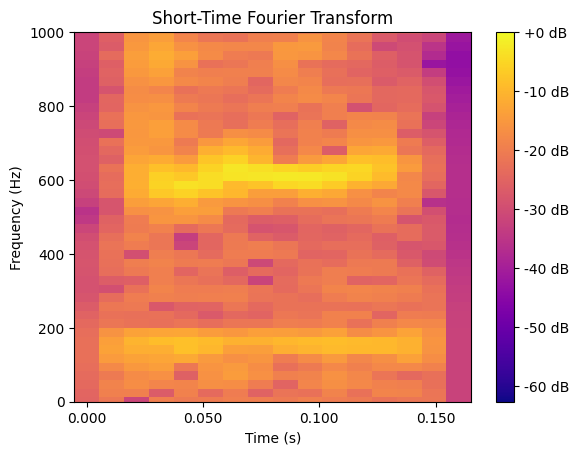 Short-Time Fourier Transform
1000
800
600
400
200
0
Frequency (Hz)
0.000
0.050
0.100
0.150
Time (s)
+0 dB
-10 dB
-20 dB
-30 dB
-40 dB
-50 dB
-60 dB